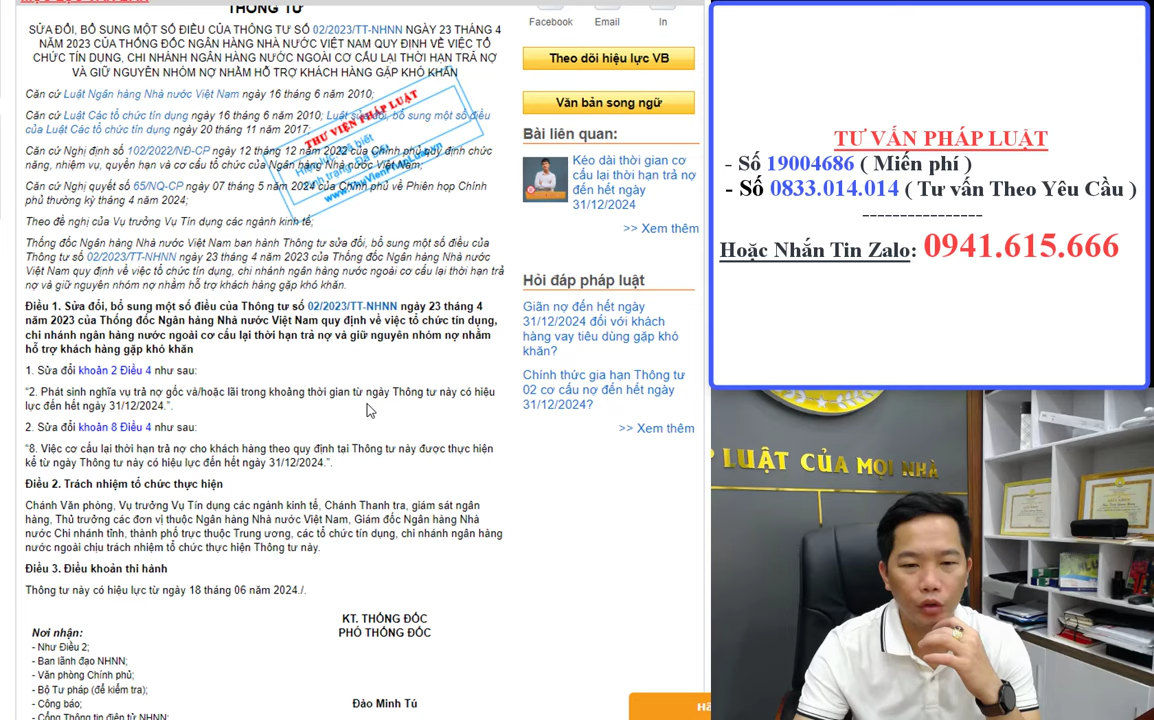 THÔNG TƯ
SỬA ĐỔI, BỔ SUNG MỘT SỐ ĐIỀU CỦA THÔNG TƯ SỐ 02/2023/TT-NHNN NGÀY 23 THÁNG 4
NĂM 2023 CỦA THỐNG ĐỐC NGÂN HÀNG NHÀ NƯỚC VIỆT NAM QUY ĐỊNH VỀ VIỆC TỔ
CHỨC TÍN DỤNG, CHI NHÁNH NGÂN HÀNG NƯỚC NGOÀI CƠ CẤU LẠI THỜI HẠN TRẢ NỢ
VÀ GIỮ NGUYÊN NHÓM NỢ NHẰM HỖ TRỢ KHÁCH HÀNG GẶP KHÓ KHĂN
Căn cứ Luật Ngân hàng Nhà nước Việt Nam ngày 16 tháng 6 năm 2010;
Căn cứ Luật Các tổ chức tín dụng ngày 16 tháng 6 năm 2010; Luật sửa đổi, bổ sung một số điều
của Luật Các tổ chức tín dụng ngày 20 tháng 11 năm 2017;
Căn cứ Nghị định số 102/2022/NĐ-CP ngày 12 tháng 12 năm 2022 của Chính phủ quy định chức
năng, nhiệm vụ, quyền hạn và cơ cấu tổ chức của Ngân hàng Nhà nước Việt Nam;
Căn cứ Nghị quyết số 65/NQ-CP ngày 07 tháng 5 năm 2024 của Chính phủ về Phiên họp Chính
phủ thường kỳ tháng 4 năm 2024;
Theo đề nghị của Vụ trưởng Vụ Tín dụng các ngành kinh tế;
Thống đốc Ngân hàng Nhà nước Việt Nam ban hành Thông tư sửa đổi, bổ sung một số điều của
Thông tư số 02/2023/TT-NHNN ngày 23 tháng 4 năm 2023 của Thống đốc Ngân hàng Nhà nước
Việt Nam quy định về việc tổ chức tín dụng, chi nhánh ngân hàng nước ngoài cơ cấu lại thời hạn trả
nợ và giữ nguyên nhóm nợ nhằm hỗ trợ khách hàng gặp khó khăn.
Điều 1. Sửa đổi, bổ sung một số điều của Thông tư số 02/2023/TT-NHNN ngày 23 tháng 4
năm 2023 của Thống đốc Ngân hàng Nhà nước Việt Nam quy định về việc tổ chức tín dụng,
chi nhánh ngân hàng nước ngoài cơ cấu lại thời hạn trả nợ và giữ nguyên nhóm nợ nhằm
hỗ trợ khách hàng gặp khó khăn
1. Sửa đổi khoản 2 Điều 4 như sau:
“2. Phát sinh nghĩa vụ trả nợ gốc và/hoặc lãi trong khoảng thời gian từ ngày Thông tư này có hiệu
lực đến hết ngày 31/12/2024.”.
2. Sửa đổi khoản 8 Điều 4 như sau:
“8. Việc cơ cấu lại thời hạn trả nợ cho khách hàng theo quy định tại Thông tư này được thực hiện
kể từ ngày Thông tư này có hiệu lực đến hết ngày 31/12/2024.”.
Điều 2. Trách nhiệm tổ chức thực hiện
Chánh Văn phòng, Vụ trưởng Vụ Tín dụng các ngành kinh tế, Chánh Thanh tra, giám sát ngân
hàng, Thủ trưởng các đơn vị thuộc Ngân hàng Nhà nước Việt Nam, Giám đốc Ngân hàng Nhà
nước Chi nhánh tỉnh, thành phố trực thuộc Trung ương, các tổ chức tín dụng, chi nhánh ngân hàng
nước ngoài chịu trách nhiệm tổ chức thực hiện Thông tư này.
Điều 3. Điều khoản thi hành
Thông tư này có hiệu lực từ ngày 18 tháng 06 năm 2024./.
KT. THỐNG ĐỐC
PHÓ THỐNG ĐỐC
Đào Minh Tú
Nơi nhận:
- Như Điều 2;
- Ban lãnh đạo NHNN;
- Văn phòng Chính phủ;
- Bộ Tư pháp (để kiểm tra);
- Công báo;
- Cổng Thông tin điện tử NHNN;
THƯ VIỆN PHÁP LUẬT
www.ThuVienPhapLuat.vn
Facebook Email In
Theo dõi hiệu lực VB
Văn bản song ngữ
Bài liên quan:
Kéo dài thời gian cơ
cấu lại thời hạn trả nợ
đến hết ngày
31/12/2024
>> Xem thêm
Hỏi đáp pháp luật
Giãn nợ đến hết ngày
31/12/2024 đối với khách
hàng vay tiêu dùng gặp khó
khăn?
Chính thức gia hạn Thông tư
02 cơ cấu nợ đến hết ngày
31/12/2024?
>> Xem thêm
TƯ VẤN PHÁP LUẬT
- Số 19004686 ( Miễn phí )
- Số 0833.014.014 ( Tư vấn Theo Yêu Cầu )
----------------
Hoặc Nhắn Tin Zalo: 0941.615.666
LUẬT CỦA MỌI NHÀ